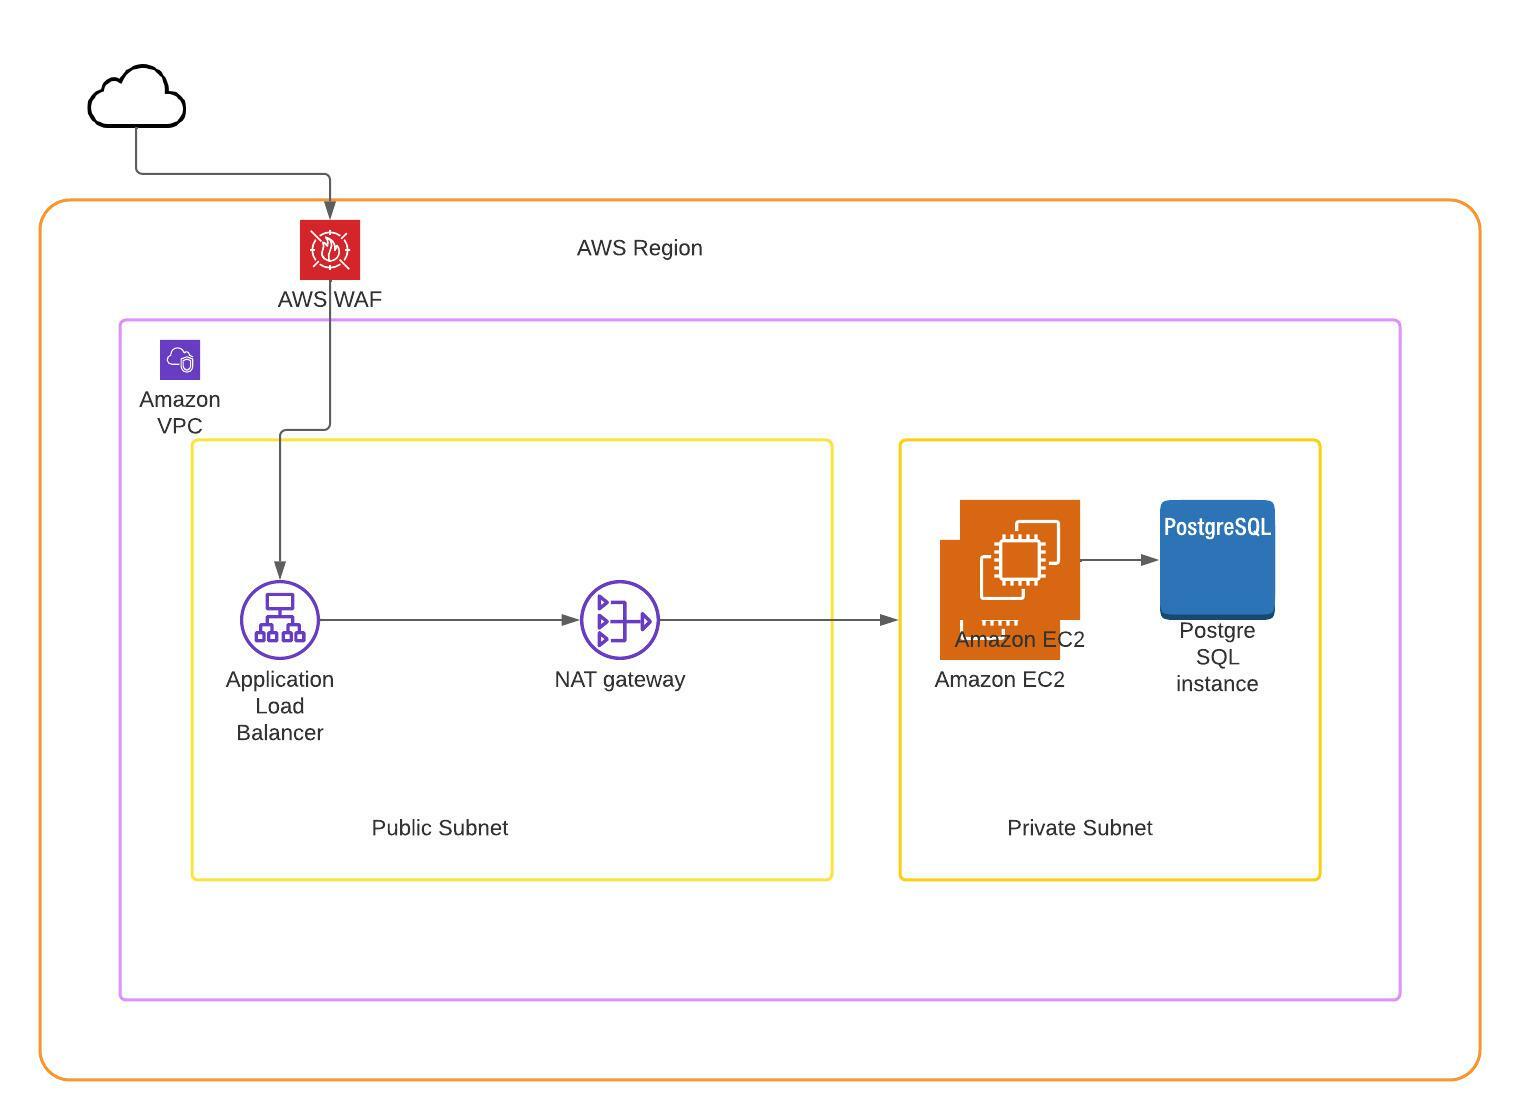 AWS Region
AWS WAF
Amazon
VPC
PostgreSQL
Amazon EC2
Amazon EC2
Postgre
SQL
instance
Application
Load
Balancer
NAT gateway
Public Subnet
Private Subnet